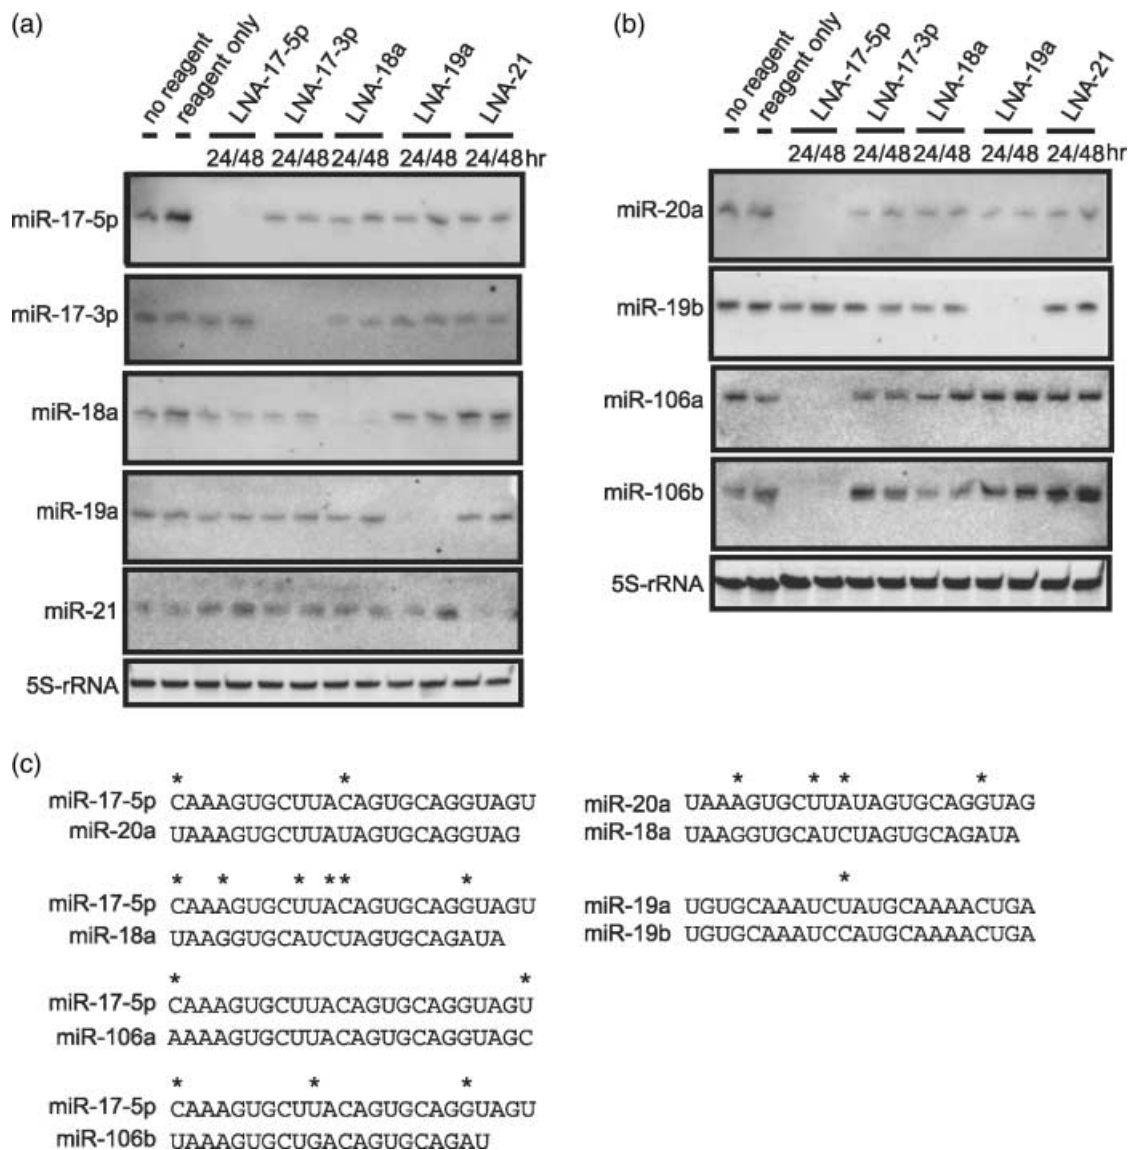 (a)
no reagent
reagent only
LNA-17-5p
LNA-17-3p
LNA-18a
LNA-19a
LNA-21
24/48 24/48 24/48 24/48 24/48 hr
miR-17-5p
miR-17-3p
miR-18a
miR-19a
miR-21
5S-rRNA
(b)
no reagent
reagent only
LNA-17-5p
LNA-17-3p
LNA-18a
LNA-19a
LNA-21
24/48 24/48 24/48 24/48 24/48 hr
miR-20a
miR-19b
miR-106a
miR-106b
5S-rRNA
(c)
* *
miR-17-5p CAAAGUGCUUACAGUGCAGGUAGU
miR-20a UAAAGUGCUUAUAGUGCAGGUAG
* * * ** *
miR-17-5p CAAAGUGCUUACAGUGCAGGUAGU
miR-18a UAAGGUGCAUCUAGUGCAGAUA
* *
miR-17-5p CAAAGUGCUUACAGUGCAGGUAGU
miR-106a AAAAGUGCUUACAGUGCAGGUAGC
* * *
miR-17-5p CAAAGUGCUUACAGUGCAGGUAGU
miR-106b UAAAGUGCUGACAGUGCAGAU
* * * *
miR-20a UAAAGUGCUUAUAGUGCAGGUAG
miR-18a UAAGGUGCAUCUAGUGCAGAUA
*
miR-19a UGUGCAAAUCUAUGCAAAACUGA
miR-19b UGUGCAAAUCCAUGCAAAACUGA